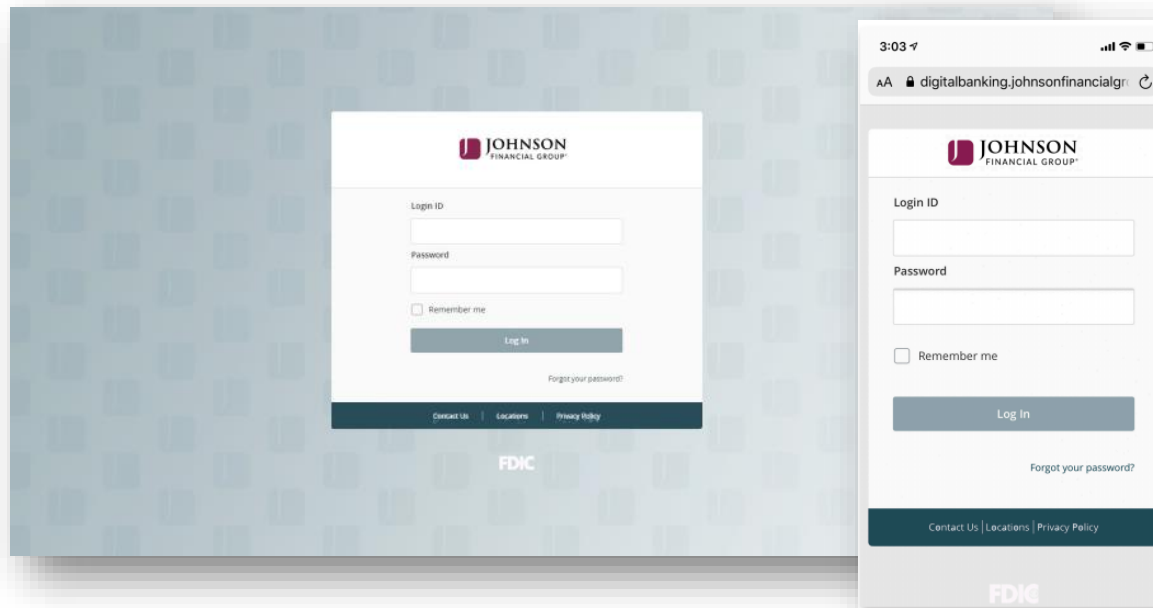 JOHNSON
FINANCIAL GROUP
Login ID
Password
Remember me
Log In
Forgot your password?
Contact Us | Locations | Privacy Policy
FDIC
3:03
AA digitalbanking.johnsonfinancialgr
JOHNSON
FINANCIAL GROUP
Login ID
Password
Remember me
Log In
Forgot your password?
Contact Us | Locations | Privacy Policy
FDIC